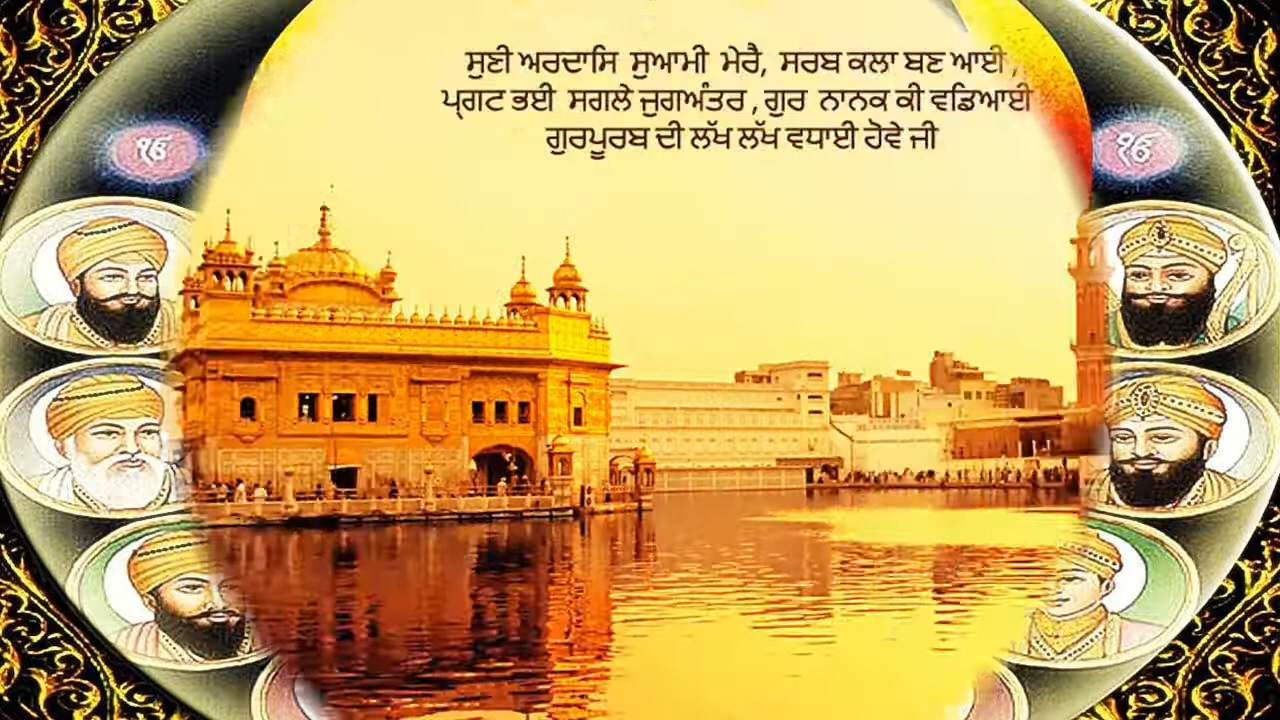 ਸੁਣੀ ਅਰਦਾਸਿ ਸੁਆਮੀ ਮੇਰੈ, ਸਰਬ ਕਲਾ ਬਣ ਆਈ ,
ਪ੍ਰਗਟ ਭਈ ਸਗਲੇ ਜੁਗਅੰਤਰ , ਗੁਰ ਨਾਨਕ ਕੀ ਵਡਿਆਈ
ਗੁਰਪੂਰਬ ਦੀ ਲੱਖ ਲੱਖ ਵਧਾਈ ਹੋਵੇ ਜੀ
ੴ
ੴ